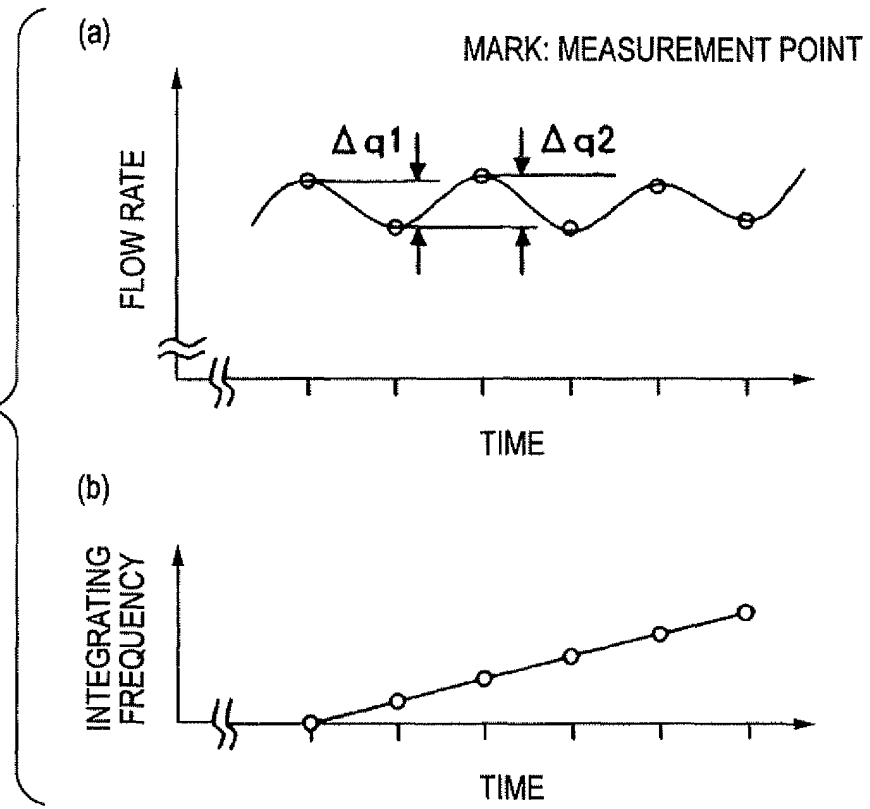 (a)
MARK: MEASUREMENT POINT
Δq1
Δq2
FLOW RATE
TIME
(b)
INTEGRATING
FREQUENCY
TIME